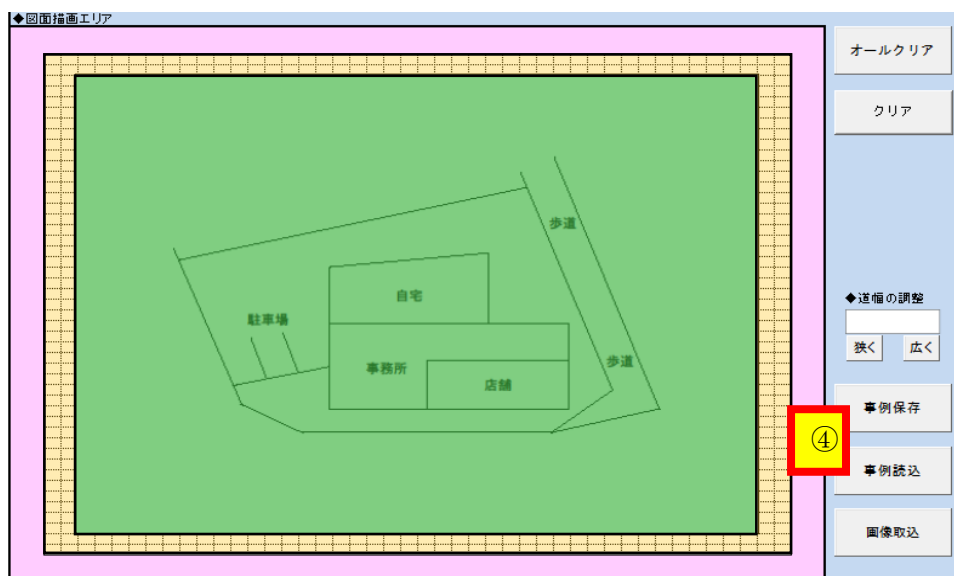 ◆図面描画エリア
オールクリア
クリア
歩道
自宅
駐車場
◆道幅の調整
狭く 広く
事務所
歩道
店舗
事例保存
④
事例読込
画像取込